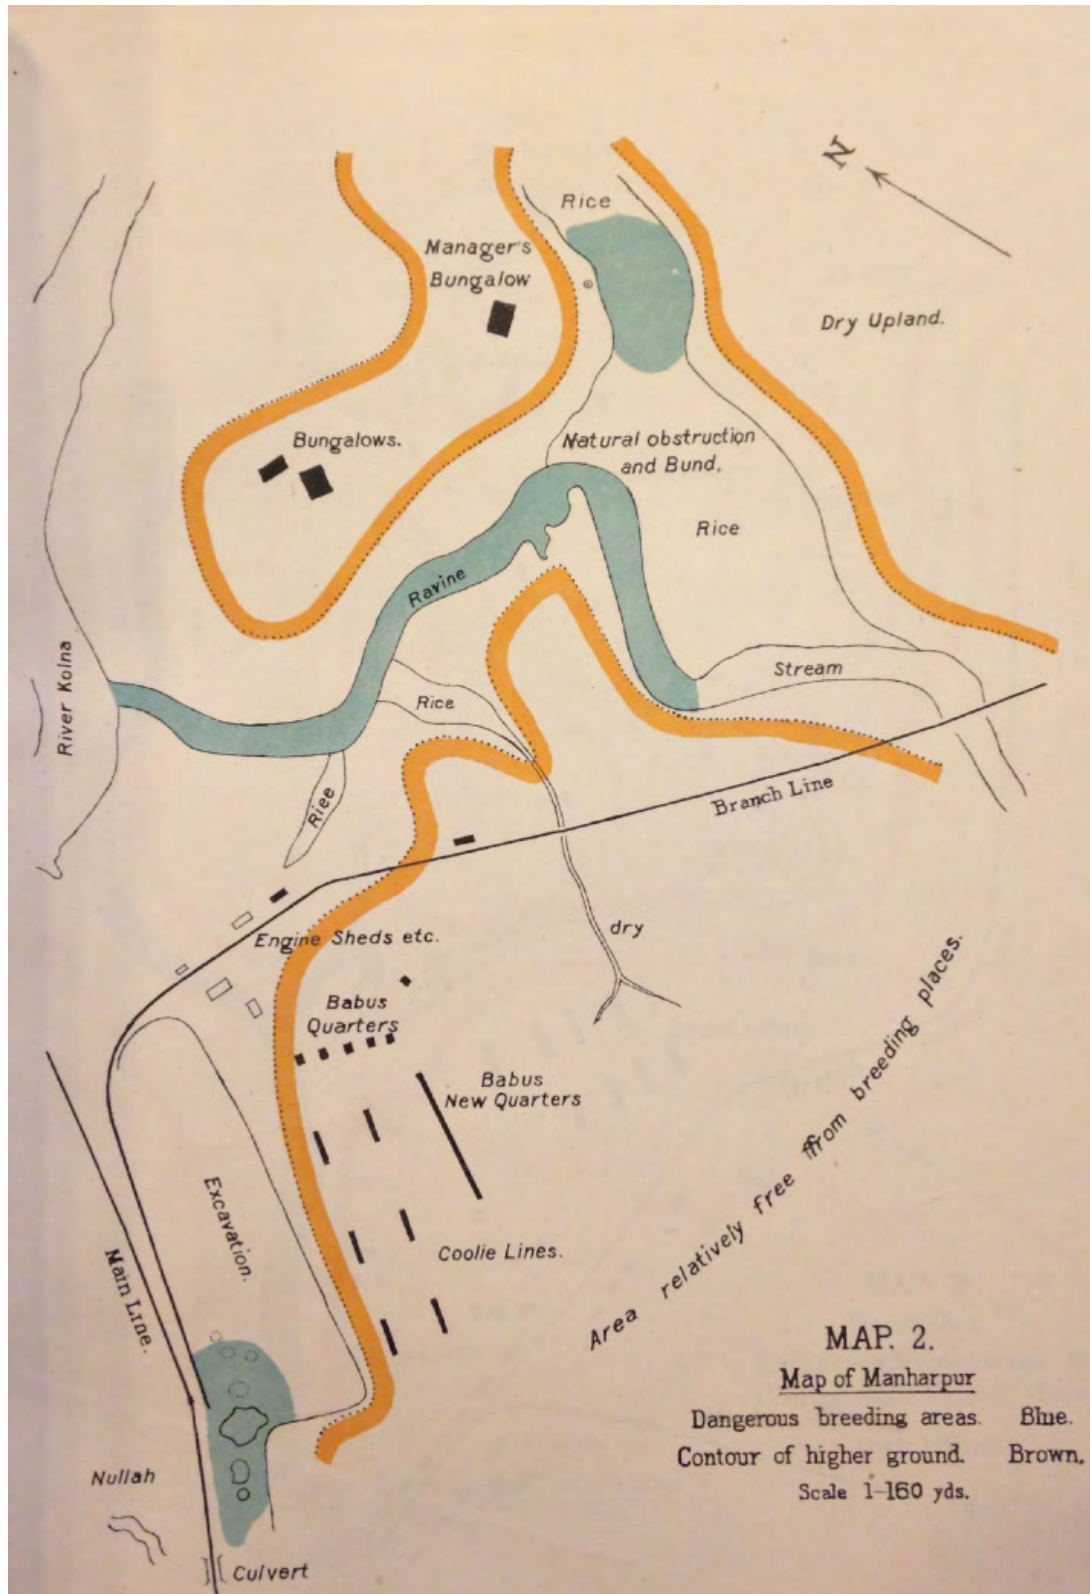 N
Rice
Manager's
Bungalow
Dry Upland.
Bungalows.
Natural obstruction
and Bund.
Rice
Ravine
River Kolna
Stream
Rice
Riee
Branch Line
Engine Sheds etc.
dry
Babus
Quarters
Babus
New Quarters
Area relatively free from breeding places.
Excavation.
Coolie Lines.
Main Line.
MAP. 2.
Map of Manharpur
Dangerous breeding areas. Blue.
Contour of higher ground. Brown.
Scale 1-160 yds.
Nullah
Culvert